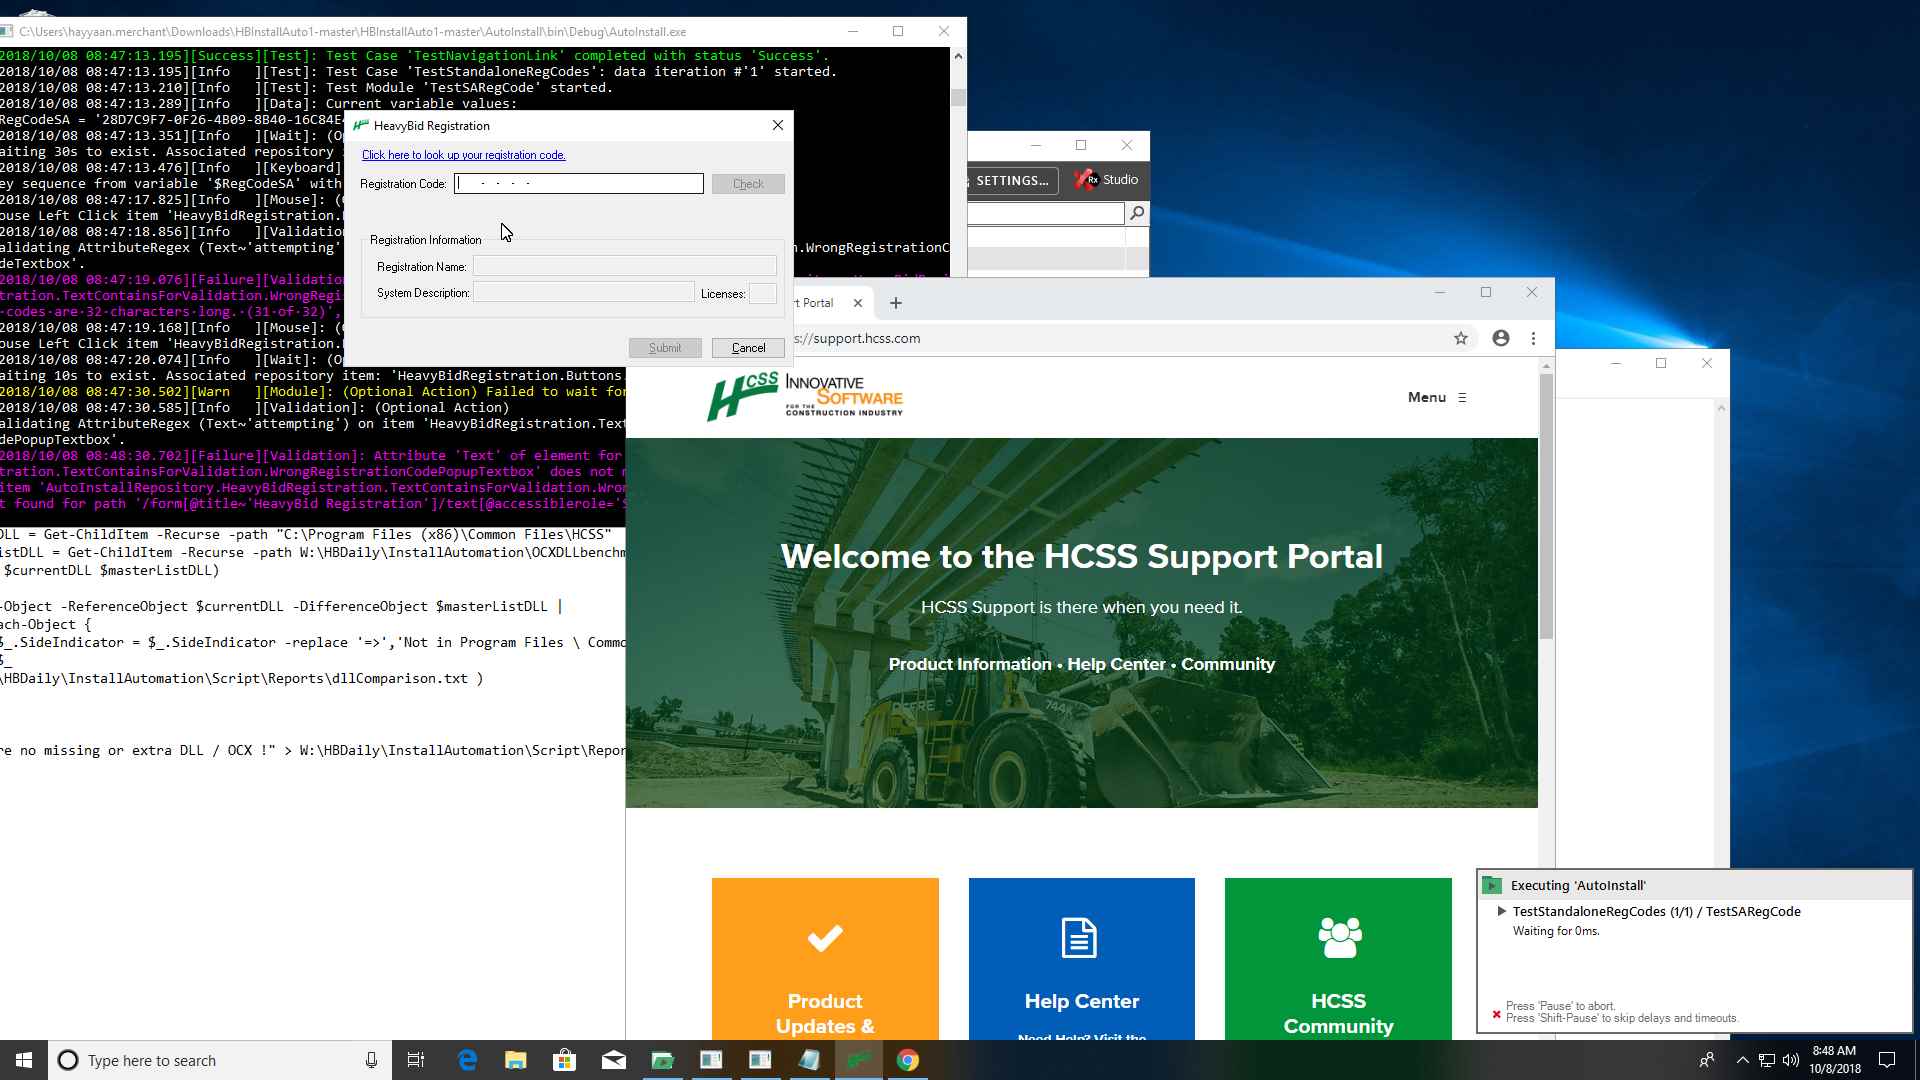 C:\Users\hayyaan.merchant\Downloads\HBInstallAuto1-master\HBInstallAuto1-master\AutoInstall\bin\Debug\AutoInstall.exe
2018/10/08 08:47:13.195][Success][Test]: Test Case 'TestNavigationLink' completed with status 'Success'.
2018/10/08 08:47:13.195][Info   ][Test]: Test Case 'TestStandaloneRegCodes': data iteration #'1' started.
2018/10/08 08:47:13.210][Info   ][Test]: Test Module 'TestSARegCode' started.
2018/10/08 08:47:13.289][Info   ][Data]: Current variable values:
RegCodeSA = '28D7C9F7-0F26-4B09-8B40-16C84E
2018/10/08 08:47:13.351][Info   ][Wait]: (Op
aiting 30s to exist. Associated repository
2018/10/08 08:47:13.476][Info   ][Keyboard]
ey sequence from variable '$RegCodeSA' with
2018/10/08 08:47:17.825][Info   ][Mouse]: (
ouse Left Click item 'HeavyBidRegistration.
2018/10/08 08:47:18.856][Info   ][Validation
alidating AttributeRegex (Text~'attempting'
n.WrongRegistrationC
deTextbox'.
2018/10/08 08:47:19.076][Failure][Validation
tration.TextContainsForValidation.WrongRegis
·codes·are·32·characters·long.·(31·of·32)',
2018/10/08 08:47:19.168][Info   ][Mouse]: (
ouse Left Click item 'HeavyBidRegistration.
2018/10/08 08:47:20.074][Info   ][Wait]: (Op
aiting 10s to exist. Associated repository item: 'HeavyBidRegistration.Buttons.
2018/10/08 08:47:30.502][Warn   ][Module]: (Optional Action) Failed to wait for
2018/10/08 08:47:30.585][Info   ][Validation]: (Optional Action)
alidating AttributeRegex (Text~'attempting') on item 'HeavyBidRegistration.Text
dePopupTextbox'.
2018/10/08 08:48:30.702][Failure][Validation]: Attribute 'Text' of element for
tration.TextContainsForValidation.WrongRegistrationCodePopupTextbox' does not m
item 'AutoInstallRepository.HeavyBidRegistration.TextContainsForValidation.Wron
t found for path '/form[@title~'Heavy Bid Registration']/text[@accessiblerole='S
HeavyBid Registration
Click here to look up your registration code.
Registration Code:
- - - -
Check
Registration Information
Registration Name:
System Description:
Licenses:
Submit
Cancel
SETTINGS...
Rx Studio
DLL = Get-ChildItem -Recurse -path "C:\Program Files (x86)\Common Files\HCSS"
istDLL = Get-ChildItem -Recurse -path W:\HBDaily\InstallAutomation\OCXDLLbenchm
$currentDLL $masterListDLL)
-Object -ReferenceObject $currentDLL -DifferenceObject $masterListDLL |
ach-Object {
$_.SideIndicator = $_.SideIndicator -replace '=>','Not in Program Files \ Commo
$_
\HBDaily\InstallAutomation\Script\Reports\dllComparison.txt )
re no missing or extra DLL / OCX !" > W:\HBDaily\InstallAutomation\Script\Repor
rt Portal
s://support.hcss.com
HCSS
INNOVATIVE
SOFTWARE
FOR THE
CONSTRUCTION INDUSTRY
Menu
Welcome to the HCSS Support Portal
HCSS Support is there when you need it.
Product Information • Help Center • Community
DEERE
744K
Product
Updates &
Help Center
Need Help? Visit the
HCSS
Community
Executing 'AutoInstall'
TestStandaloneRegCodes (1/1) / TestSARegCode
Waiting for 0ms.
Press 'Pause' to abort.
Press 'Shift-Pause' to skip delays and timeouts.
Type here to search
8:48 AM
10/8/2018